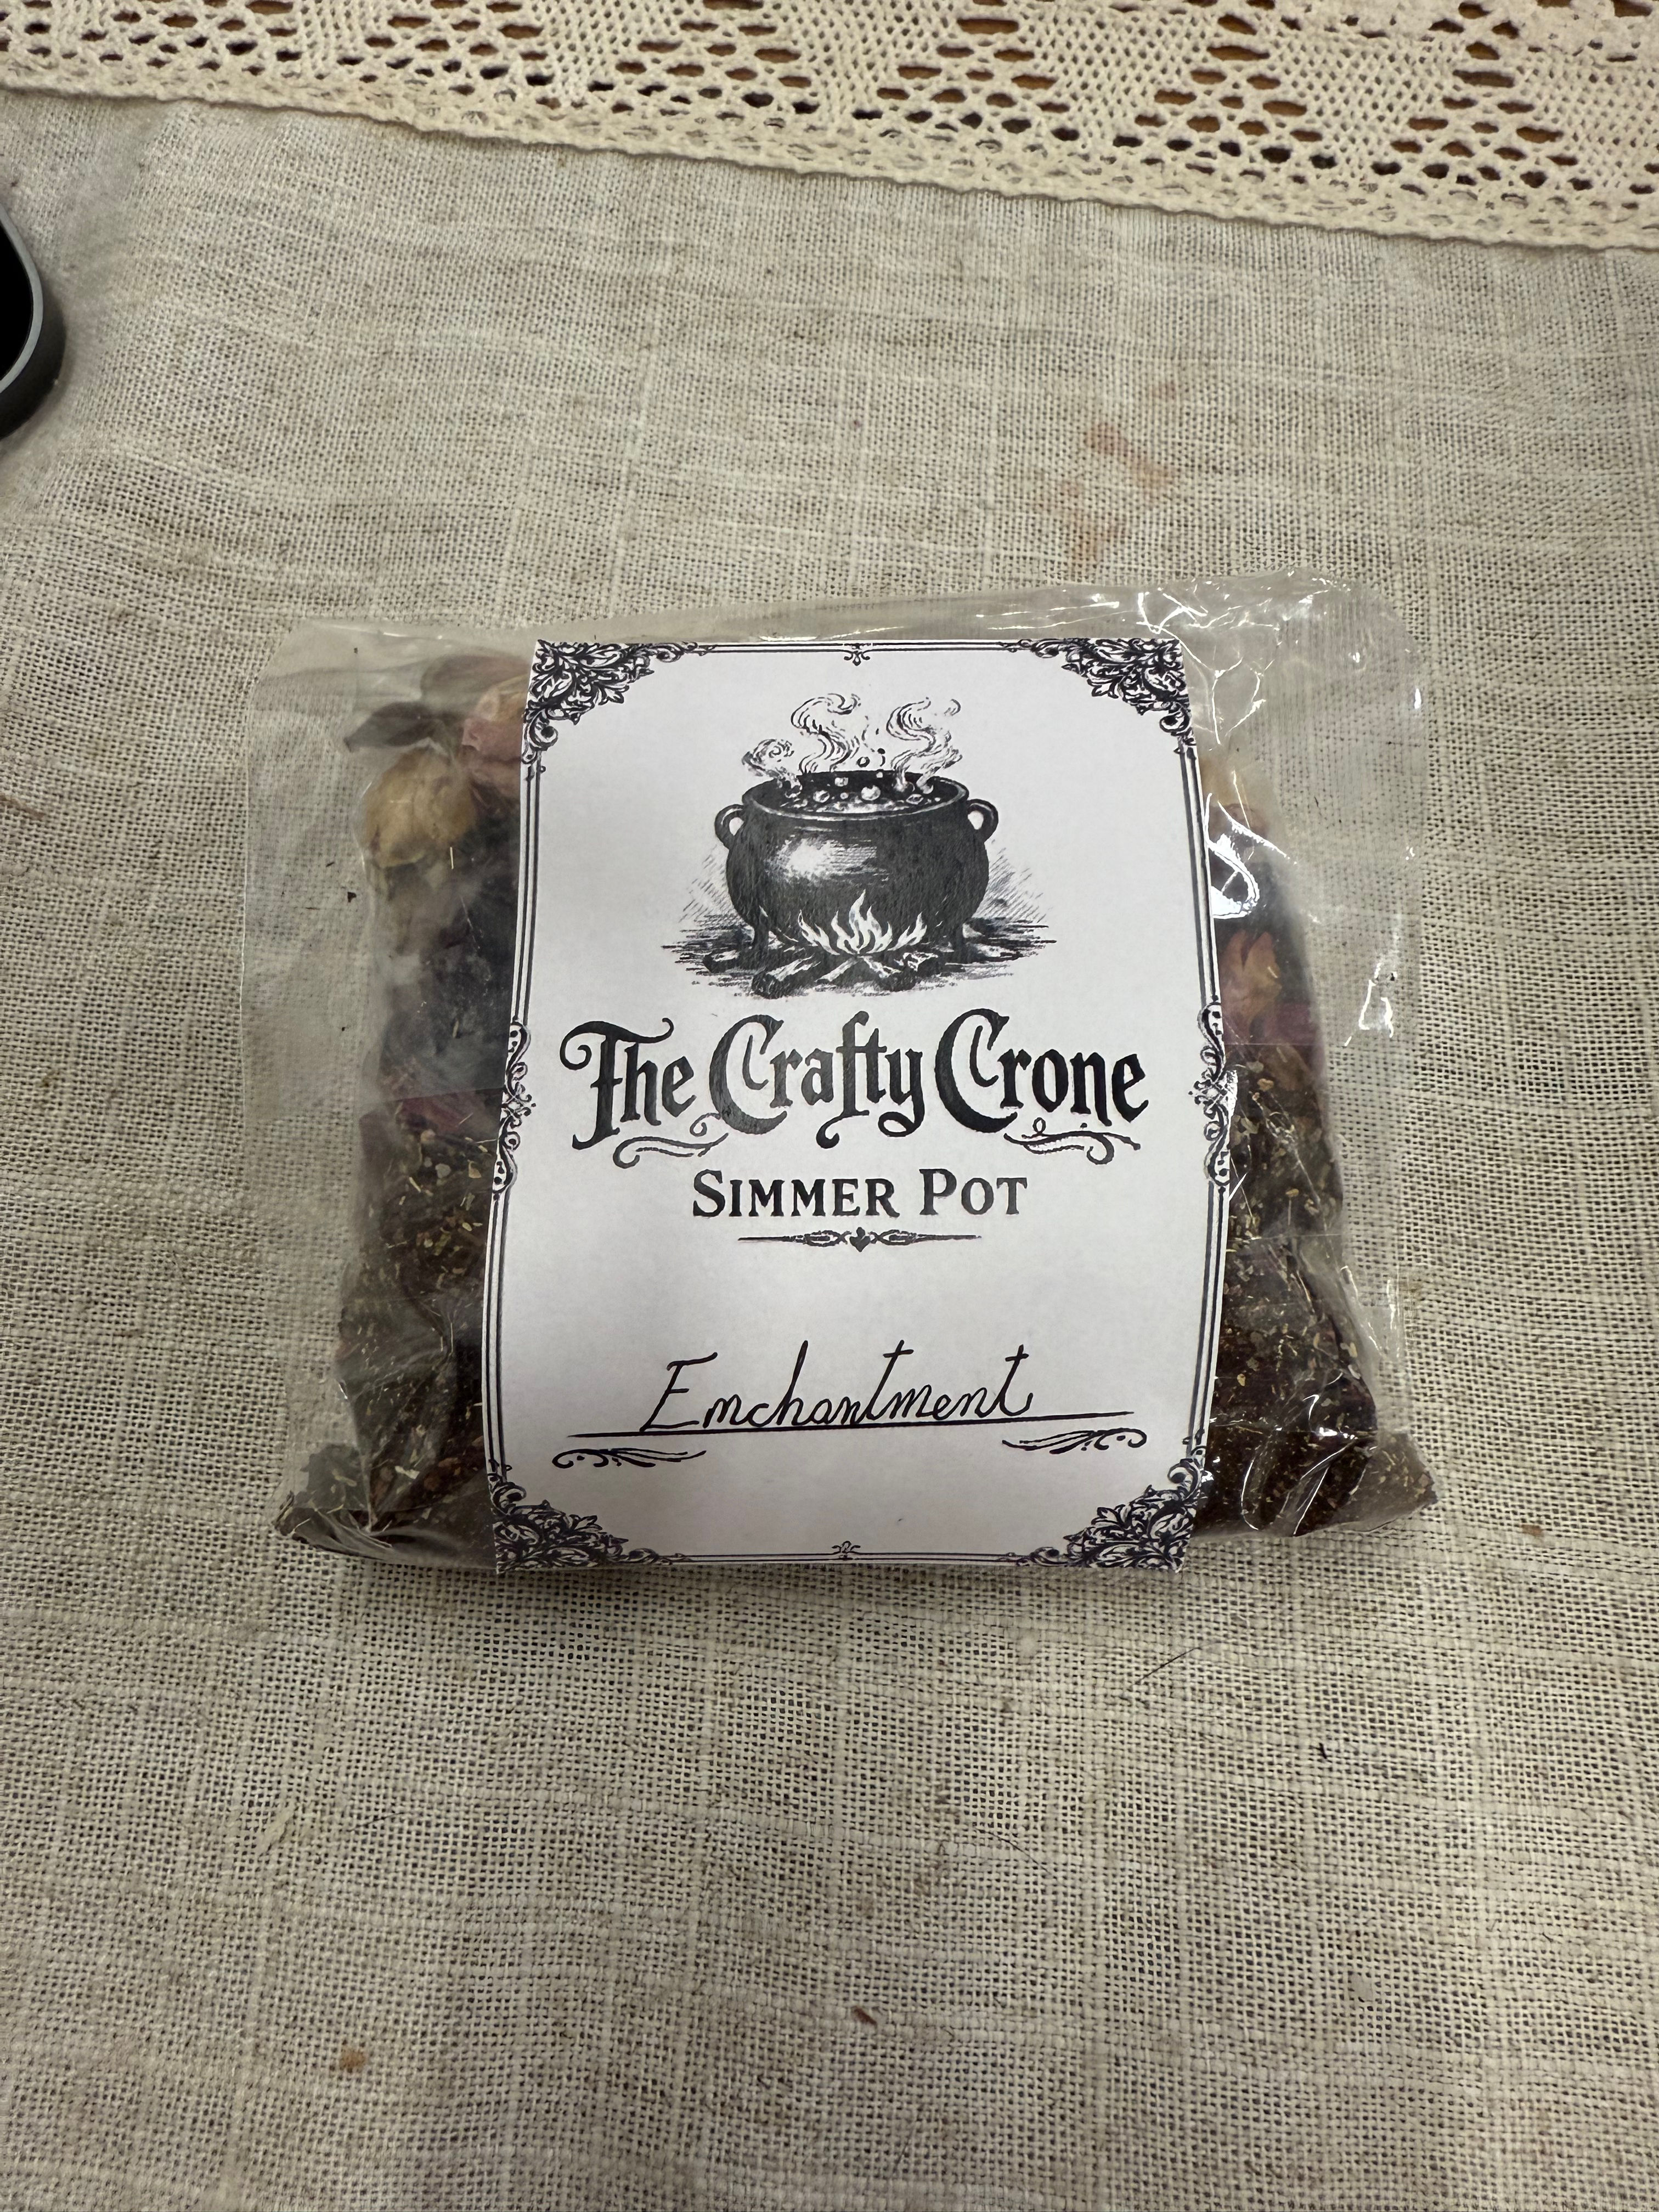 The Crafty Crone
SIMMER POT
Enchantment